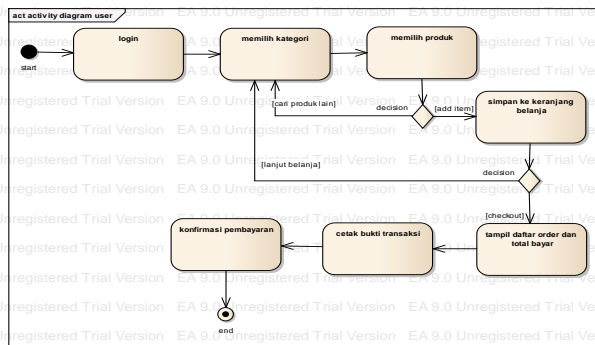 act activity diagram user
login
memilih kategori
memilih produk
start
[cari produk lain]
decision
[add item]
simpan ke keranjang
belanja
[lanjut belanja]
decision
[checkout]
konfirmasi pembayaran
cetak bukti transaksi
tampil daftar order dan
total bayar
end
EA 9.0 Unregistered Trial Version